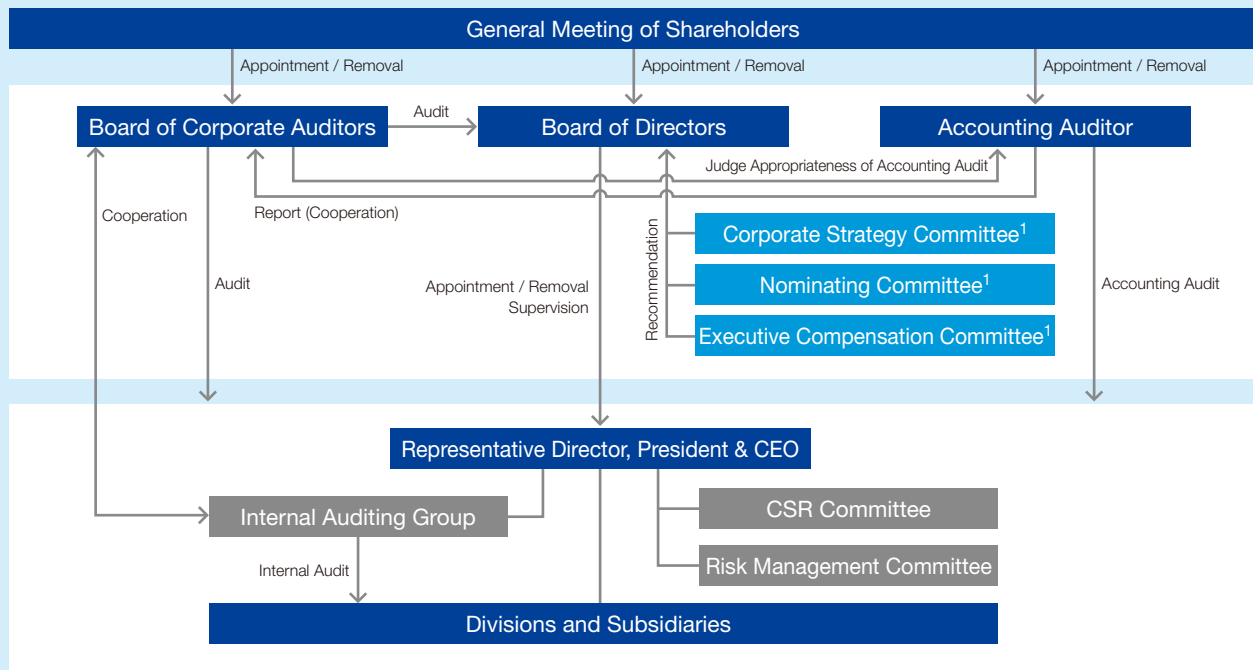 General Meeting of Shareholders
Appointment / Removal
Appointment / Removal
Appointment / Removal
Board of Corporate Auditors
Audit
Board of Directors
Accounting Auditor
Judge Appropriateness of Accounting Audit
Cooperation
Report (Cooperation)
Recommendation
Corporate Strategy Committee¹
Audit
Appointment / Removal
Supervision
Nominating Committee¹
Accounting Audit
Executive Compensation Committee¹
Representative Director, President & CEO
Internal Auditing Group
CSR Committee
Internal Audit
Risk Management Committee
Divisions and Subsidiaries